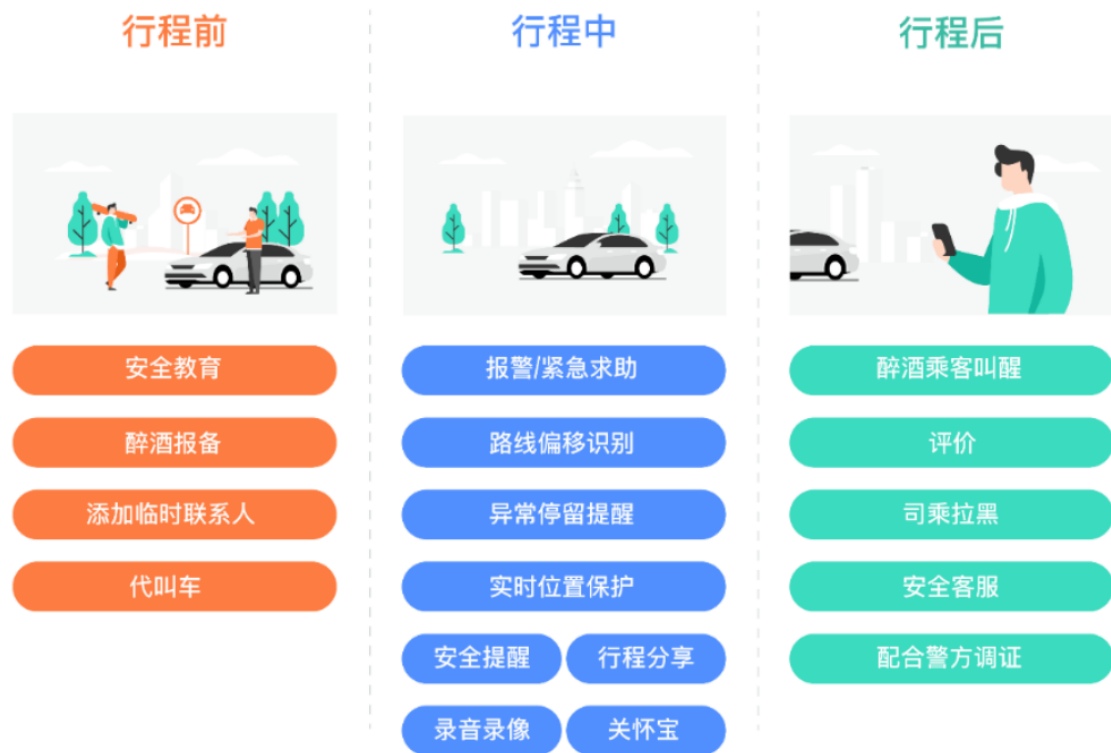 行程前
安全教育
醉酒报备
添加临时联系人
代叫车
行程中
报警/紧急求助
路线偏移识别
异常停留提醒
实时位置保护
安全提醒
行程分享
录音录像
关怀宝
行程后
醉酒乘客叫醒
评价
司乘拉黑
安全客服
配合警方调证